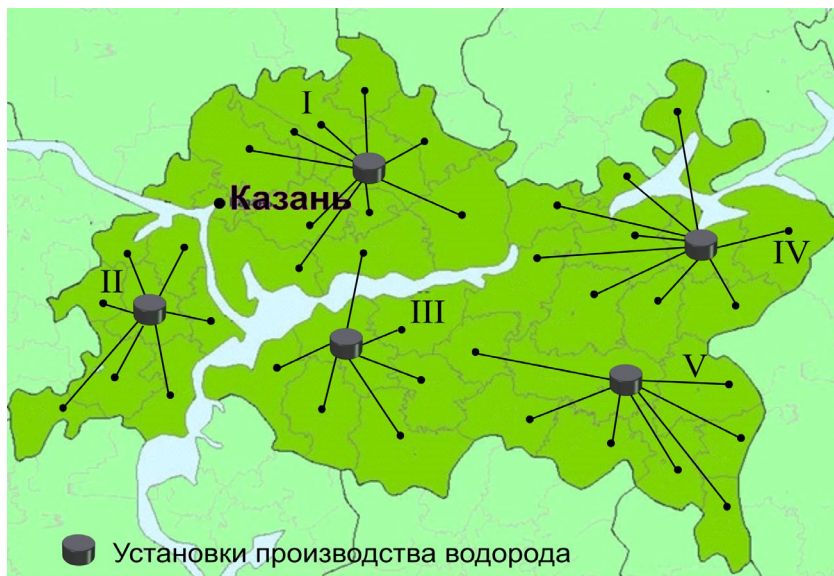 I
Казань
II
III
IV
V
Установки производства водорода